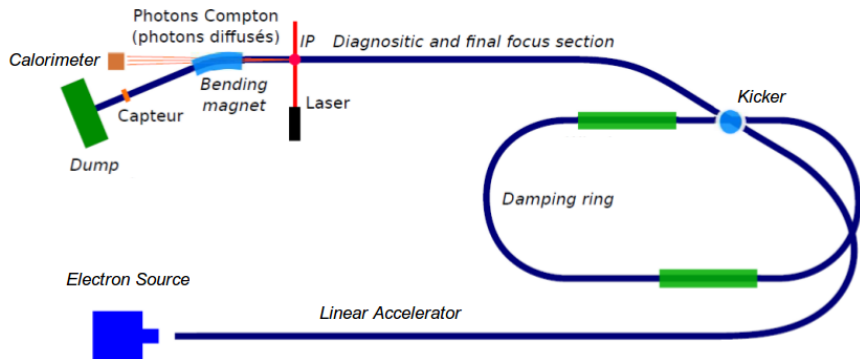 Photons Compton
(photons diffusés)
IP
Diagnositic and final focus section
Calorimeter
Bending
magnet
Kicker
Capteur
Laser
Dump
Damping ring
Electron Source
Linear Accelerator